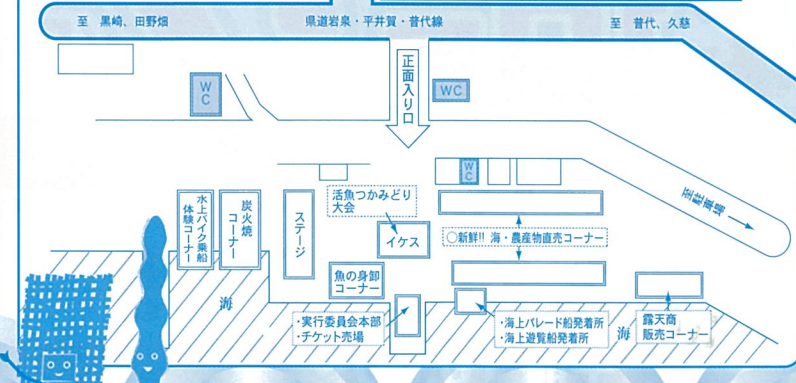 至 黒崎、田野畑
県道岩泉・平井賀・普代線
至 普代、久慈
正面入り口
WC
WC
WC
至駐車場
水上バイク乗船
体験コーナー
炭火焼
コーナー
ステージ
活魚つかみどり
大会
イケス
○新鮮!! 海・農産物直売コーナー
魚の身卸
コーナー
海
・実行委員会本部
・チケット売場
・海上パレード船発着所
・海上遊覧船発着所
海
露天商
販売コーナー